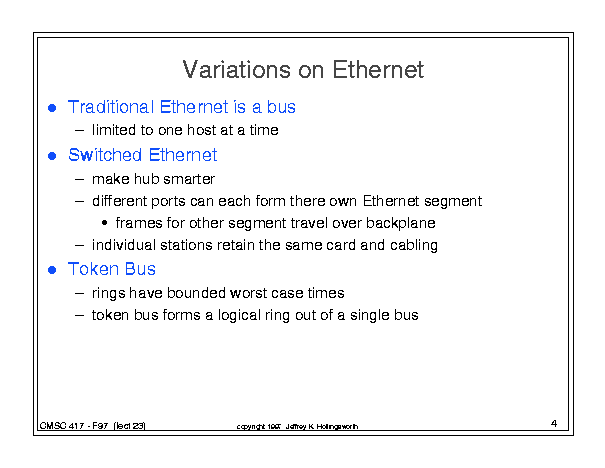 Variations on Ethernet
● Traditional Ethernet is a bus
– limited to one host at a time
● Switched Ethernet
– make hub smarter
– different ports can each form there own Ethernet segment
• frames for other segment travel over backplane
– individual stations retain the same card and cabling
● Token Bus
– rings have bounded worst case times
– token bus forms a logical ring out of a single bus
CMSC 417 - F97 (lect 23)
copyright 1997 Jeffrey K. Hollingsworth
4